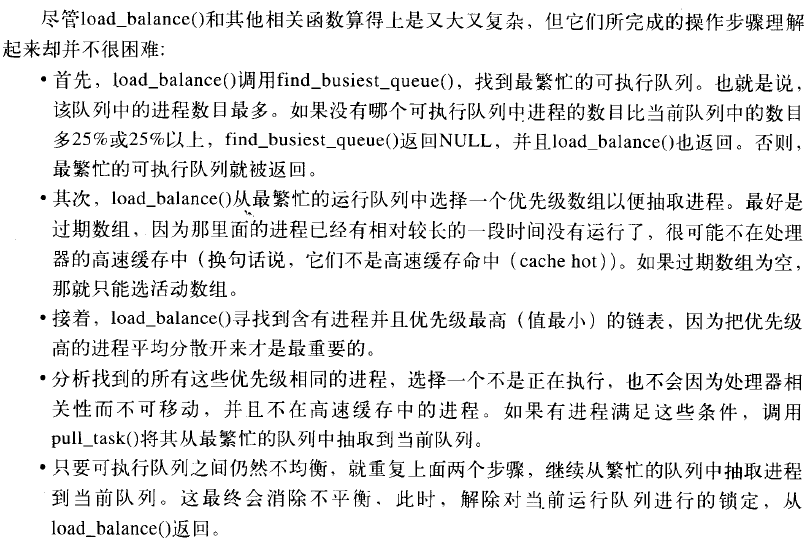 尽管load_balance()和其他相关函数算得上是又大又复杂，但它们所完成的操作步骤理解
起来却并不很困难：
•首先，load_balance()调用find_busiest_queue()，找到最繁忙的可执行队列。也就是说，
该队列中的进程数目最多。如果没有哪个可执行队列中进程的数目比当前队列中的数目
多25%或25%以上，find_busiest_queue()返回NULL，并且load_balance()也返回。否则，
最繁忙的可执行队列就被返回。
•其次，load_balance()从最繁忙的运行队列中选择一个优先级数组以便抽取进程。最好是
过期数组，因为那里面的进程已经有相对较长的一段时间没有运行了，很可能不在处理
器的高速缓存中（换句话说，它们不是高速缓存命中（cache hot））。如果过期数组为空，
那就只能选活动数组。
•接着，load_balance()寻找到含有进程并且优先级最高（值最小）的链表，因为把优先级
高的进程平均分散开来才是最重要的。
•分析找到的所有这些优先级相同的进程，选择一个不是正在执行，也不会因为处理器相
关性而不可移动，并且不在高速缓存中的进程。如果有进程满足这些条件，调用
pull_task()将其从最繁忙的队列中抽取到当前队列。
•只要可执行队列之间仍然不均衡，就重复上面两个步骤，继续从繁忙的队列中抽取进程
到当前队列。这最终会消除不平衡，此时，解除对当前运行队列进行的锁定，从
load_balance()返回。